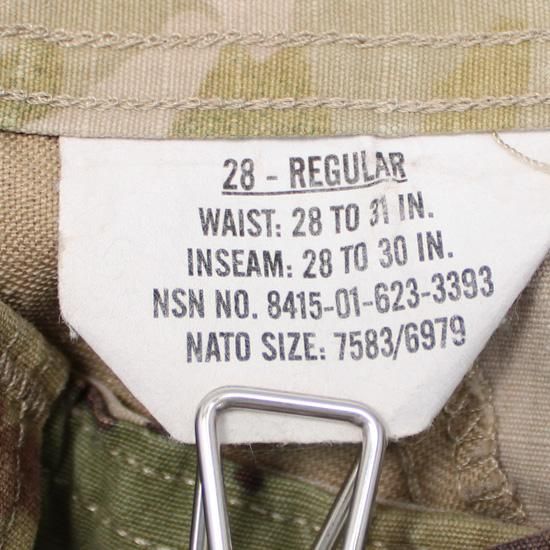 28 - REGULAR
WAIST: 28 TO 31 IN.
INSEAM: 28 TO 30 IN.
NSN NO. 8415-01-623-3393
NATO SIZE: 7583/6979